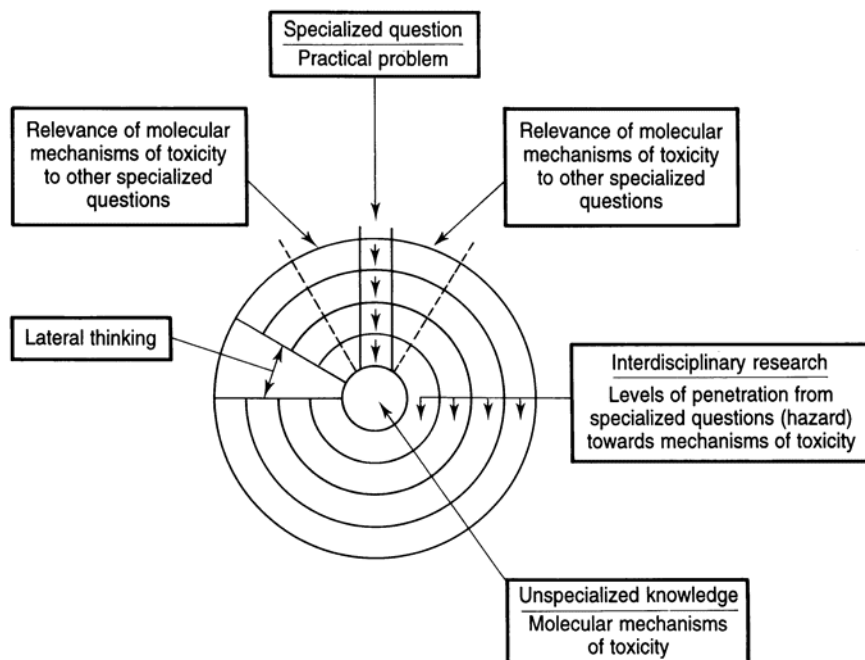 Specialized question
Practical problem
Relevance of molecular
mechanisms of toxicity
to other specialized
questions
Relevance of molecular
mechanisms of toxicity
to other specialized
questions
Lateral thinking
Interdisciplinary research
Levels of penetration from
specialized questions (hazard)
towards mechanisms of toxicity
Unspecialized knowledge
Molecular mechanisms
of toxicity